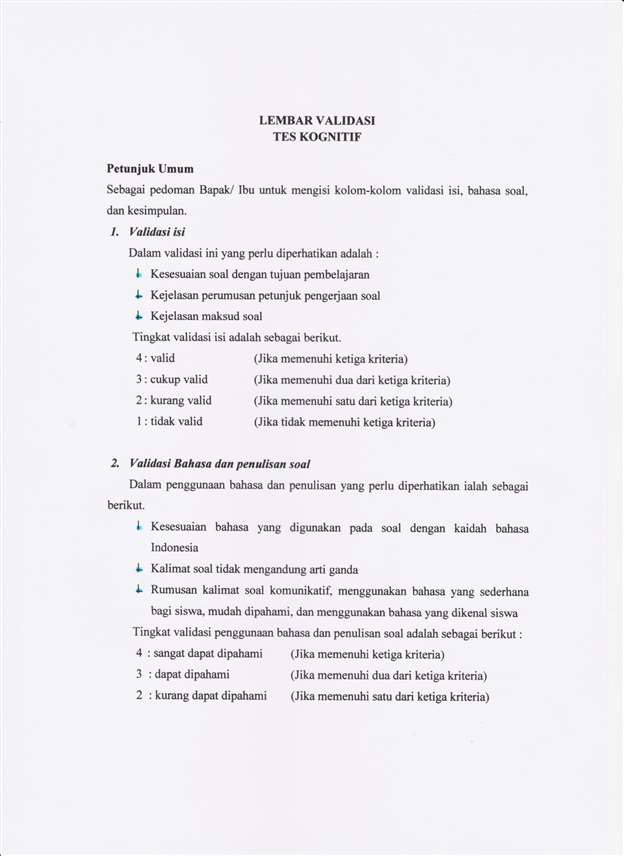 LEMBAR VALIDASI
TES KOGNITIF
Petunjuk Umum
Sebagai pedoman Bapak/ Ibu untuk mengisi kolom-kolom validasi isi, bahasa soal,
dan kesimpulan.
1. Validasi isi
Dalam validasi ini yang perlu diperhatikan adalah :
Kesesuaian soal dengan tujuan pembelajaran
Kejelasan perumusan petunjuk pengerjaan soal
Kejelasan maksud soal
Tingkat validasi isi adalah sebagai berikut.
4 : valid (Jika memenuhi ketiga kriteria)
3 : cukup valid (Jika memenuhi dua dari ketiga kriteria)
2 : kurang valid (Jika memenuhi satu dari ketiga kriteria)
1 : tidak valid (Jika tidak memenuhi ketiga kriteria)
2. Validasi Bahasa dan penulisan soal
Dalam penggunaan bahasa dan penulisan yang perlu diperhatikan ialah sebagai
berikut.
Kesesuaian bahasa yang digunakan pada soal dengan kaidah bahasa
Indonesia
Kalimat soal tidak mengandung arti ganda
Rumusan kalimat soal komunikatif, menggunakan bahasa yang sederhana
bagi siswa, mudah dipahami, dan menggunakan bahasa yang dikenal siswa
Tingkat validasi penggunaan bahasa dan penulisan soal adalah sebagai berikut :
4 : sangat dapat dipahami (Jika memenuhi ketiga kriteria)
3 : dapat dipahami (Jika memenuhi dua dari ketiga kriteria)
2 : kurang dapat dipahami (Jika memenuhi satu dari ketiga kriteria)